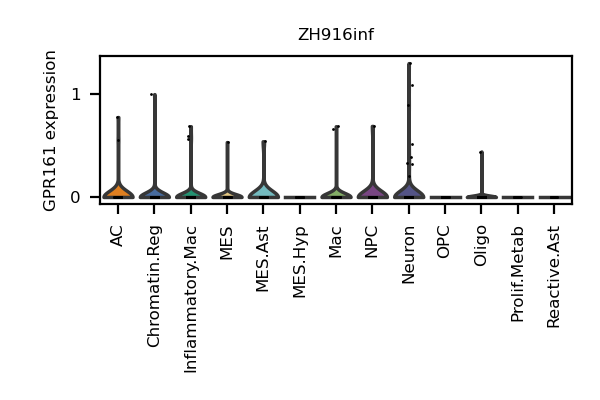 ZH916inf
GPR161 expression
1
0
AC
Chromatin.Reg
Inflammatory.Mac
MES
MES.Ast
MES.Hyp
Mac
NPC
Neuron
OPC
Oligo
Prolif.Metab
Reactive.Ast